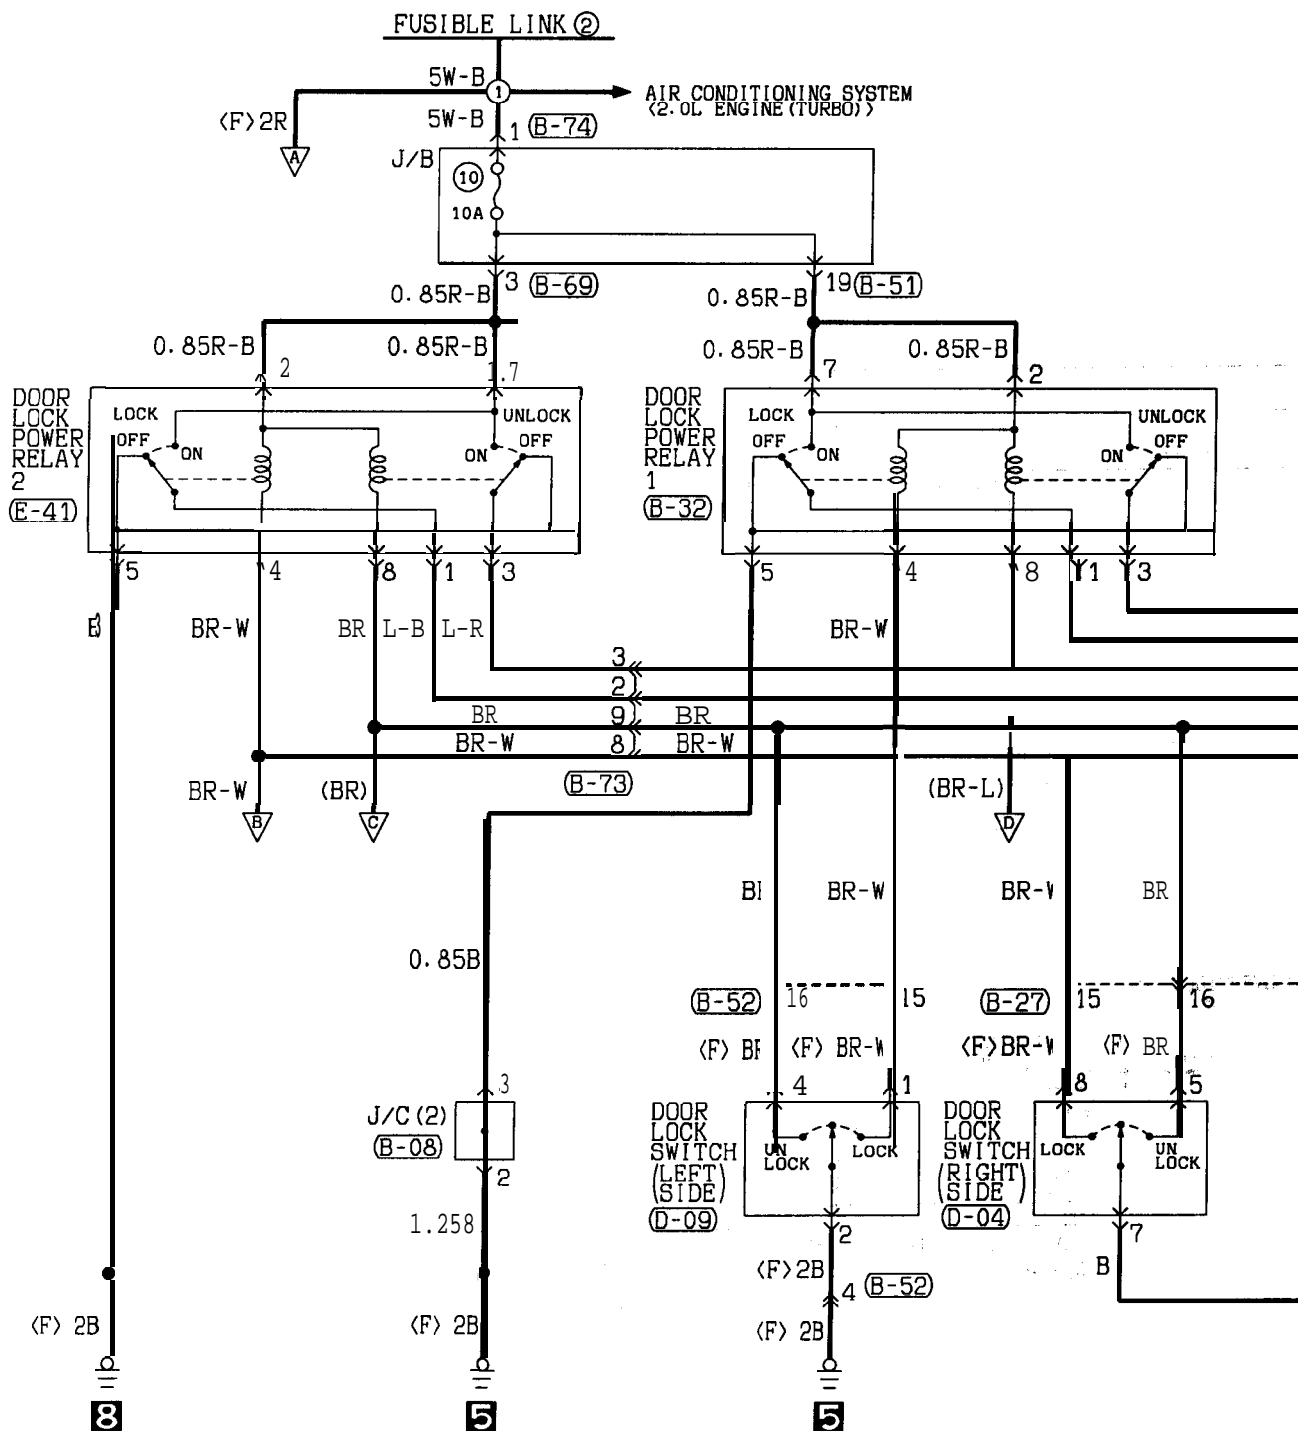 FUSIBLE LINK ②
5W-B
①
AIR CONDITIONING SYSTEM
<2.0L ENGINE(TURBO)>
<F>2R
5W-B
1
B-74
A
J/B
⑩
10A
3
B-69
19
B-51
0.85R-B
0.85R-B
0.85R-B
0.85R-B
0.85R-B
0.85R-B
2
1.7
7
2
DOOR
LOCK
POWER
RELAY
2
E-41
LOCK
OFF
ON
UNLOCK
OFF
ON
DOOR
LOCK
POWER
RELAY
1
B-32
LOCK
OFF
ON
UNLOCK
OFF
ON
5
4
8
1
3
5
4
8
1
3
BR-W
BR
L-B
L-R
BR-W
3
2
BR
9
BR
BR-W
8
BR-W
B-73
BR-W
(BR)
(BR-L)
B
C
D
BR-W
BR-W
BR
0.85B
B-52
16
15
B-27
15
16
<F>
<F> BR-W
<F>BR-W
<F> BR
3
4
1
8
5
J/C(2)
B-08
2
DOOR
LOCK
SWITCH
(LEFT
SIDE)
D-09
UN
LOCK
LOCK
DOOR
LOCK
SWITCH
(RIGHT
SIDE)
D-04
LOCK
UN
LOCK
1.258
2
7
<F>2B
B
4
B-52
<F> 2B
<F> 2B
<F> 2B
8
5
5